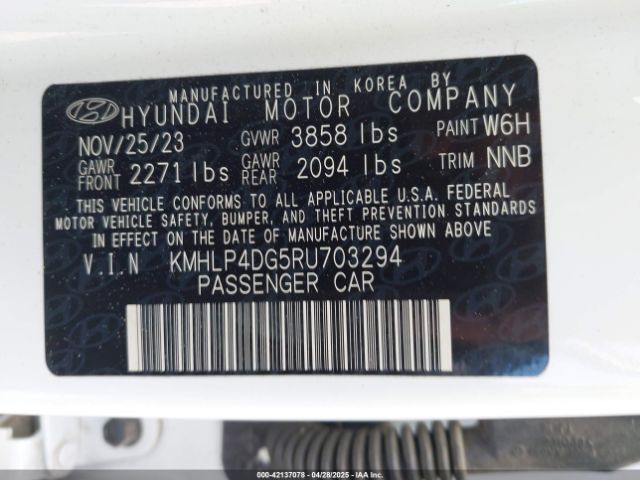 MANUFACTURED IN KOREA BY
HYUNDAI MOTOR COMPANY
NOV/25/23 GVWR 3858 lbs PAINT W6H
GAWR FRONT 2271 lbs GAWR REAR 2094 lbs TRIM NNB
THIS VEHICLE CONFORMS TO ALL APPLICABLE U.S.A. FEDERAL
MOTOR VEHICLE SAFETY, BUMPER, AND THEFT PREVENTION STANDARDS
IN EFFECT ON THE DATE OF MANUFACTURE SHOWN ABOVE
V.I.N KMHLP4DG5RU703294
PASSENGER CAR
000-42137078 | 04/28/2025 | IAAI.COM